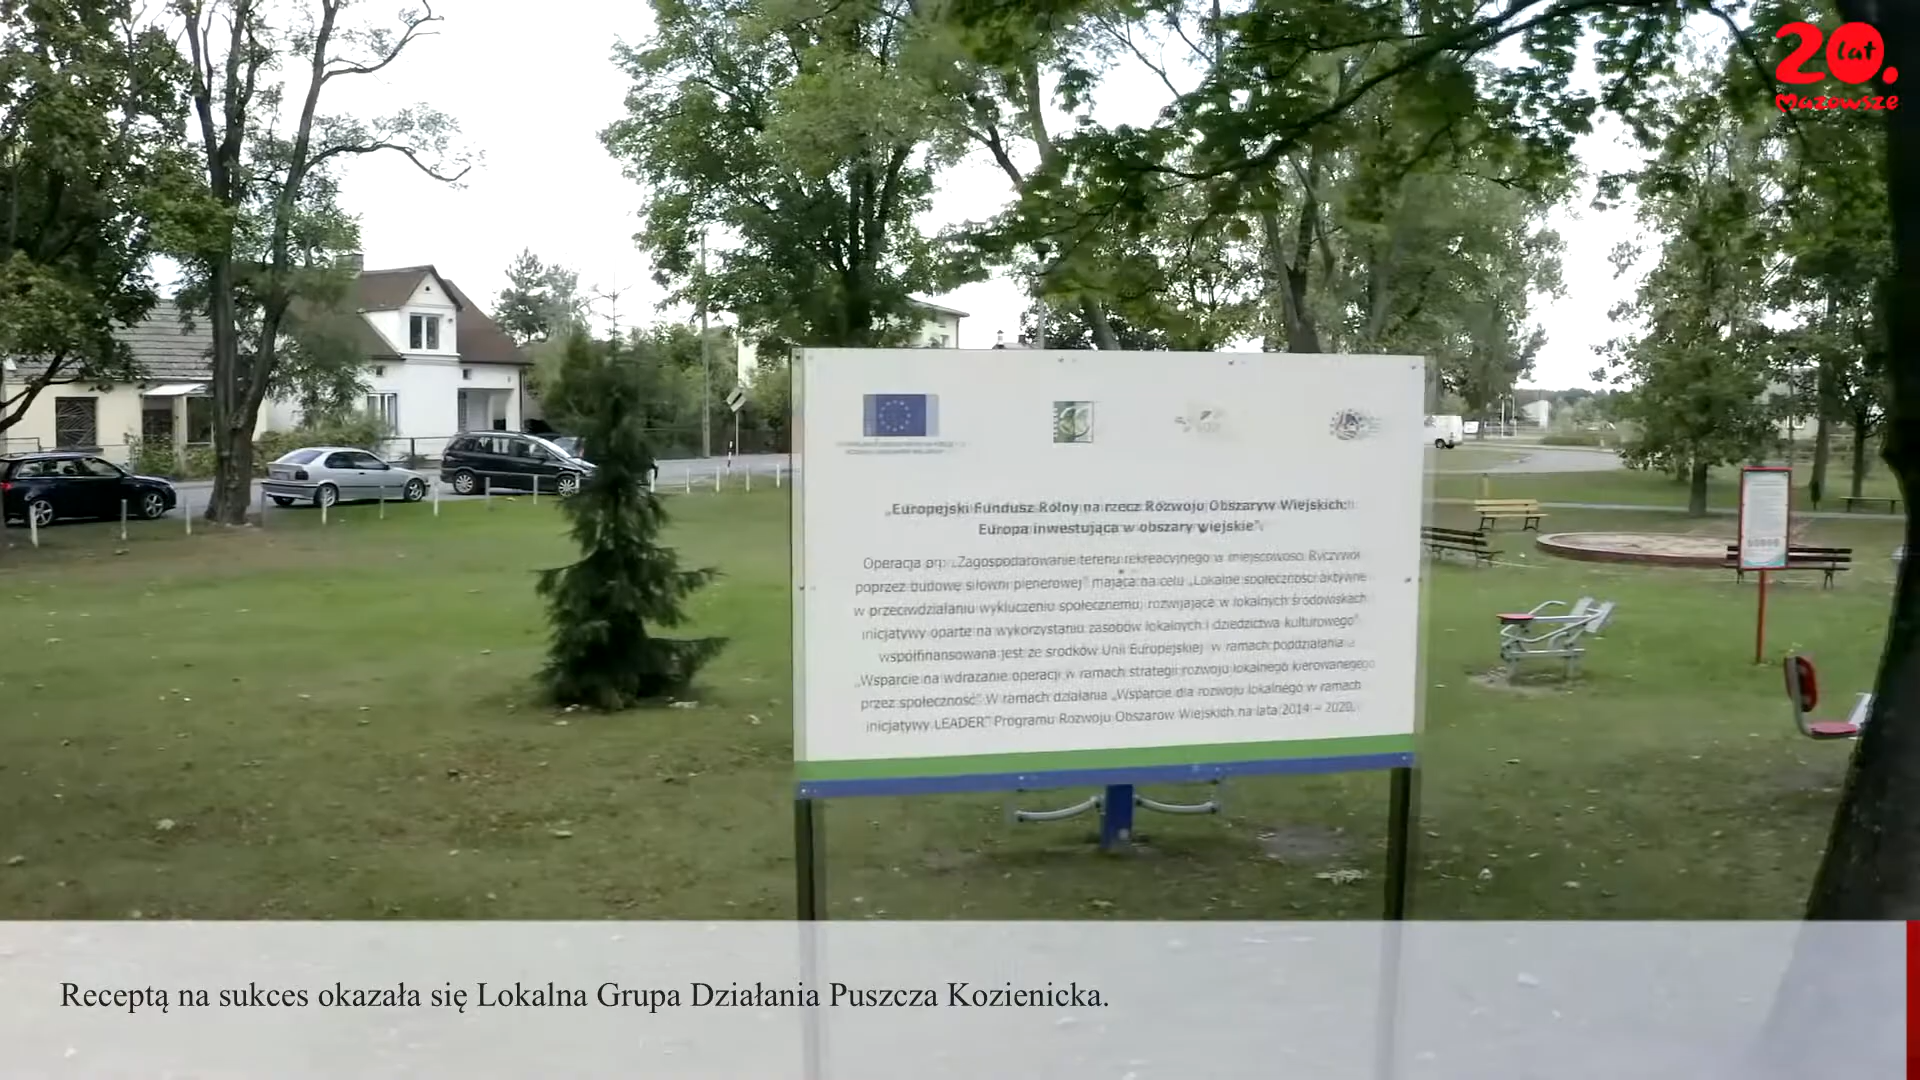 20 lat
Mazowsze
„Europejski Fundusz Rolny na rzecz Rozwoju Obszaryw Wiejskich:
Europa inwestująca w obszary wiejskie”
Operacja pn. „Zagospodarowanie terenu rekreacyjnego w miejscowości Ryczywół
poprzez budowę siłowni plenerowej” mająca na celu „Lokalne społeczności aktywne
w przeciwdziałaniu wykluczeniu społecznemu, rozwijające w lokalnych środowiskach
inicjatywy oparte na wykorzystaniu zasobów lokalnych i dziedzictwa kulturowego”
współfinansowana jest ze środków Unii Europejskiej w ramach poddziałania
„Wsparcie na wdrażanie operacji w ramach strategii rozwoju lokalnego kierowanego
przez społeczność” W ramach działania „Wsparcie dla rozwoju lokalnego w ramach
inicjatywy LEADER” Programu Rozwoju Obszarów Wiejskich na lata 2014 – 2020.
Receptą na sukces okazała się Lokalna Grupa Działania Puszcza Kozienicka.